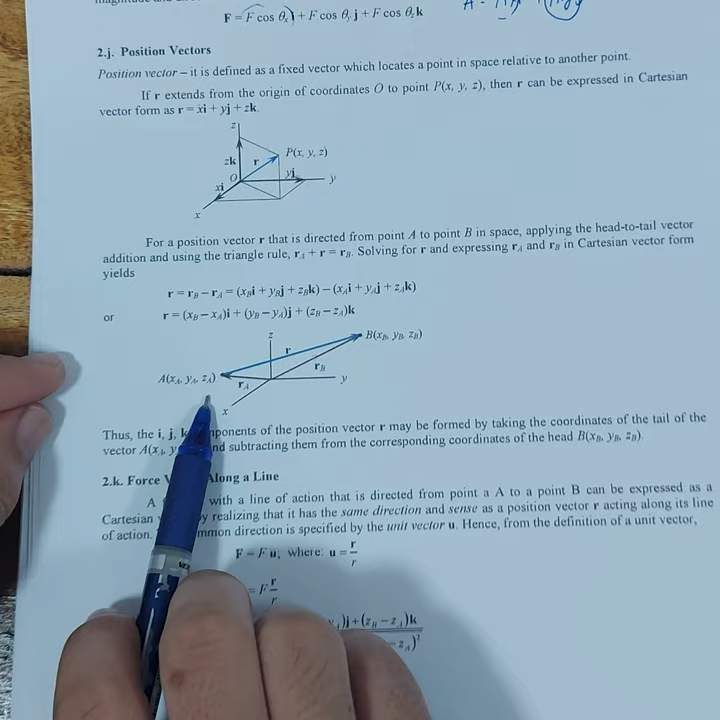 F = F cos θ i + F cos θy j + F cos θz k
2.j. Position Vectors
Position vector – it is defined as a fixed vector which locates a point in space relative to another point.
If r extends from the origin of coordinates O to point P(x, y, z), then r can be expressed in Cartesian
vector form as r = xi + yj + zk.
z
P(x, y, z)
zk
r
O
yj
y
xi
x
For a position vector r that is directed from point A to point B in space, applying the head-to-tail vector
addition and using the triangle rule, rA + r = rB. Solving for r and expressing rA and rB in Cartesian vector form
yields
r = rB – rA = (xBi + yBj + zBk) – (xAi + yAj + zAk)
or r = (xB – xA)i + (yB – yA)j + (zB – zA)k
z
B(xB, yB, zB)
r
rB
A(xA, yA, zA)
rA
y
x
Thus, the i, j, k components of the position vector r may be formed by taking the coordinates of the tail of the
vector A(xA, y and subtracting them from the corresponding coordinates of the head B(xB, yB, zB).
2.k. Force Along a Line
A with a line of action that is directed from point a A to a point B can be expressed as a
Cartesian by realizing that it has the same direction and sense as a position vector r acting along its line
of action. common direction is specified by the unit vector u. Hence, from the definition of a unit vector,
F = F u; where: u = r/r
= F r/r
)j + (zB – zA)k
– zA)²